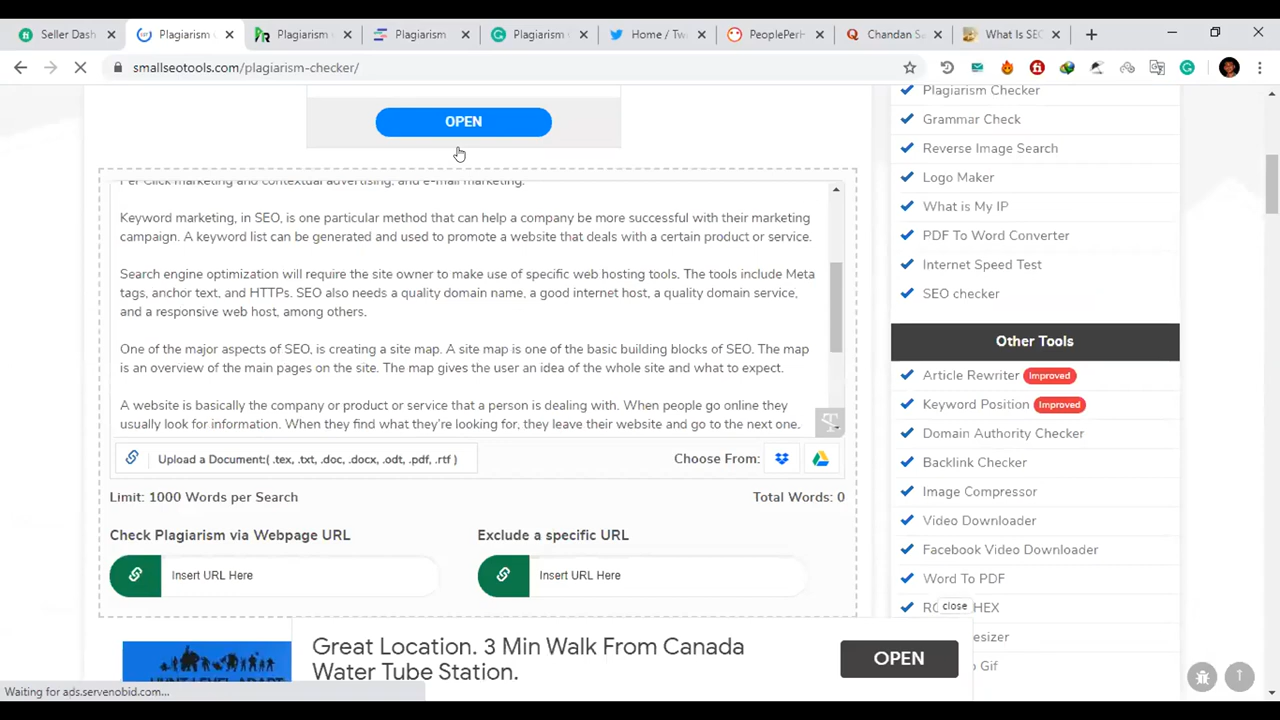 Seller Dash
Plagiarism
Plagiarism
Plagiarism
Plagiarism C
Home / Tw
PeoplePerH
Chandan Sa
What Is SEO
smallseotools.com/plagiarism-checker/
OPEN
Per Click marketing and contextual advertising, and e-mail marketing.
Keyword marketing, in SEO, is one particular method that can help a company be more successful with their marketing
campaign. A keyword list can be generated and used to promote a website that deals with a certain product or service.
Search engine optimization will require the site owner to make use of specific web hosting tools. The tools include Meta
tags, anchor text, and HTTPs. SEO also needs a quality domain name, a good internet host, a quality domain service,
and a responsive web host, among others.
One of the major aspects of SEO, is creating a site map. A site map is one of the basic building blocks of SEO. The map
is an overview of the main pages on the site. The map gives the user an idea of the whole site and what to expect.
A website is basically the company or product or service that a person is dealing with. When people go online they
usually look for information. When they find what they're looking for, they leave their website and go to the next one.
Upload a Document:( .tex, .txt, .doc, .docx, .odt, .pdf, .rtf )
Choose From:
Limit: 1000 Words per Search
Total Words: 0
Check Plagiarism via Webpage URL
Exclude a specific URL
Insert URL Here
Insert URL Here
Great Location. 3 Min Walk From Canada
Water Tube Station.
OPEN
close
Waiting for ads.servenobid.com...
Plagiarism Checker
Grammar Check
Reverse Image Search
Logo Maker
What is My IP
PDF To Word Converter
Internet Speed Test
SEO checker
Other Tools
Article Rewriter Improved
Keyword Position Improved
Domain Authority Checker
Backlink Checker
Image Compressor
Video Downloader
Facebook Video Downloader
Word To PDF
HEX
esizer
Gif